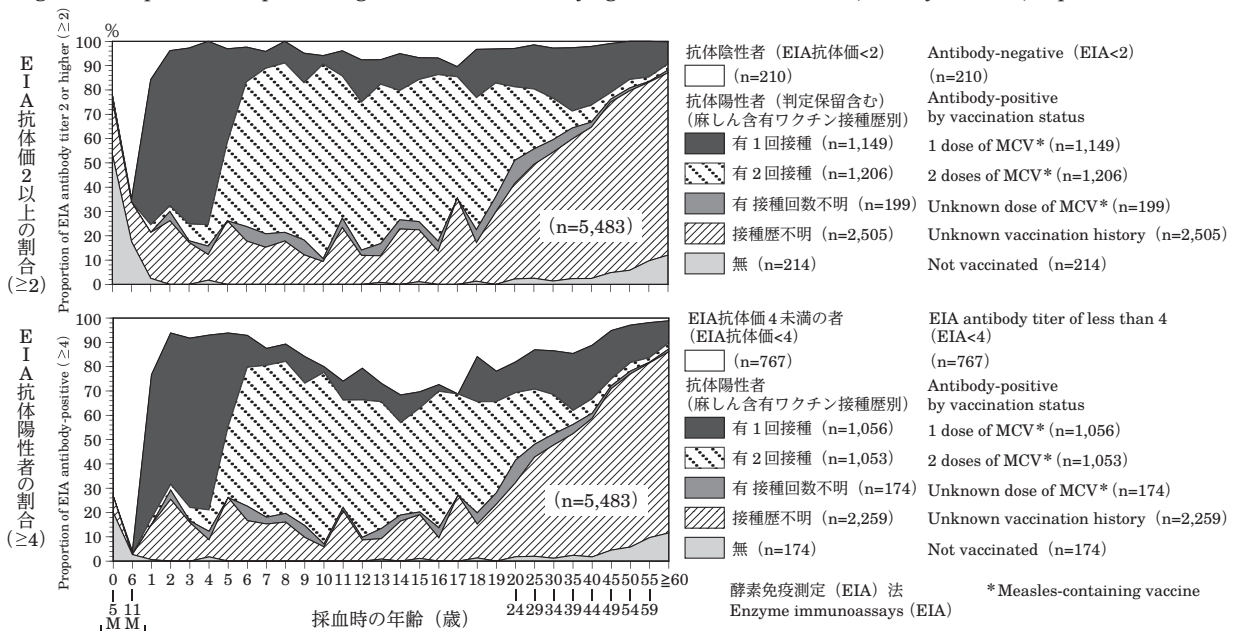 %
EIA抗体価2以上の割合(≥2)
Proportion of EIA antibody titer 2 or higher (≥2)
100
90
80
70
60
50
40
30
20
10
0
(n=5,483)
抗体陰性者（EIA抗体価<2） Antibody-negative（EIA<2）
(n=210) (n=210)
抗体陽性者（判定保留含む） Antibody-positive
(麻しん含有ワクチン接種歴別） by vaccination status
有1回接種（n=1,149） 1 dose of MCV*(n=1,149)
有2回接種（n=1,206） 2 doses of MCV*(n=1,206)
有 接種回数不明（n=199） Unknown dose of MCV*(n=199)
接種歴不明（n=2,505） Unknown vaccination history（n=2,505）
無（n=214） Not vaccinated（n=214）
EIA抗体陽性者の割合(≥4)
Proportion of EIA antibody-positive (≥4)
100
90
80
70
60
50
40
30
20
10
0
(n=5,483)
EIA抗体価4未満の者 EIA antibody titer of less than 4
(EIA抗体価<4） (EIA<4）
(n=767) (n=767)
抗体陽性者 Antibody-positive
(麻しん含有ワクチン接種歴別） by vaccination status
有1回接種（n=1,056） 1 dose of MCV*(n=1,056)
有2回接種（n=1,053） 2 doses of MCV*(n=1,053)
有 接種回数不明（n=174） Unknown dose of MCV*(n=174)
接種歴不明（n=2,259） Unknown vaccination history（n=2,259）
無（n=174） Not vaccinated（n=174）
0 6 1 2 3 4 5 6 7 8 9 10 11 12 13 14 15 16 17 18 19 20 25 30 35 40 45 50 55 ≧60
5 11 24 29 34 39 44 49 54 59
M M
採血時の年齢（歳）
酵素免疫測定（EIA）法 *Measles-containing vaccine
Enzyme immunoassays (EIA)